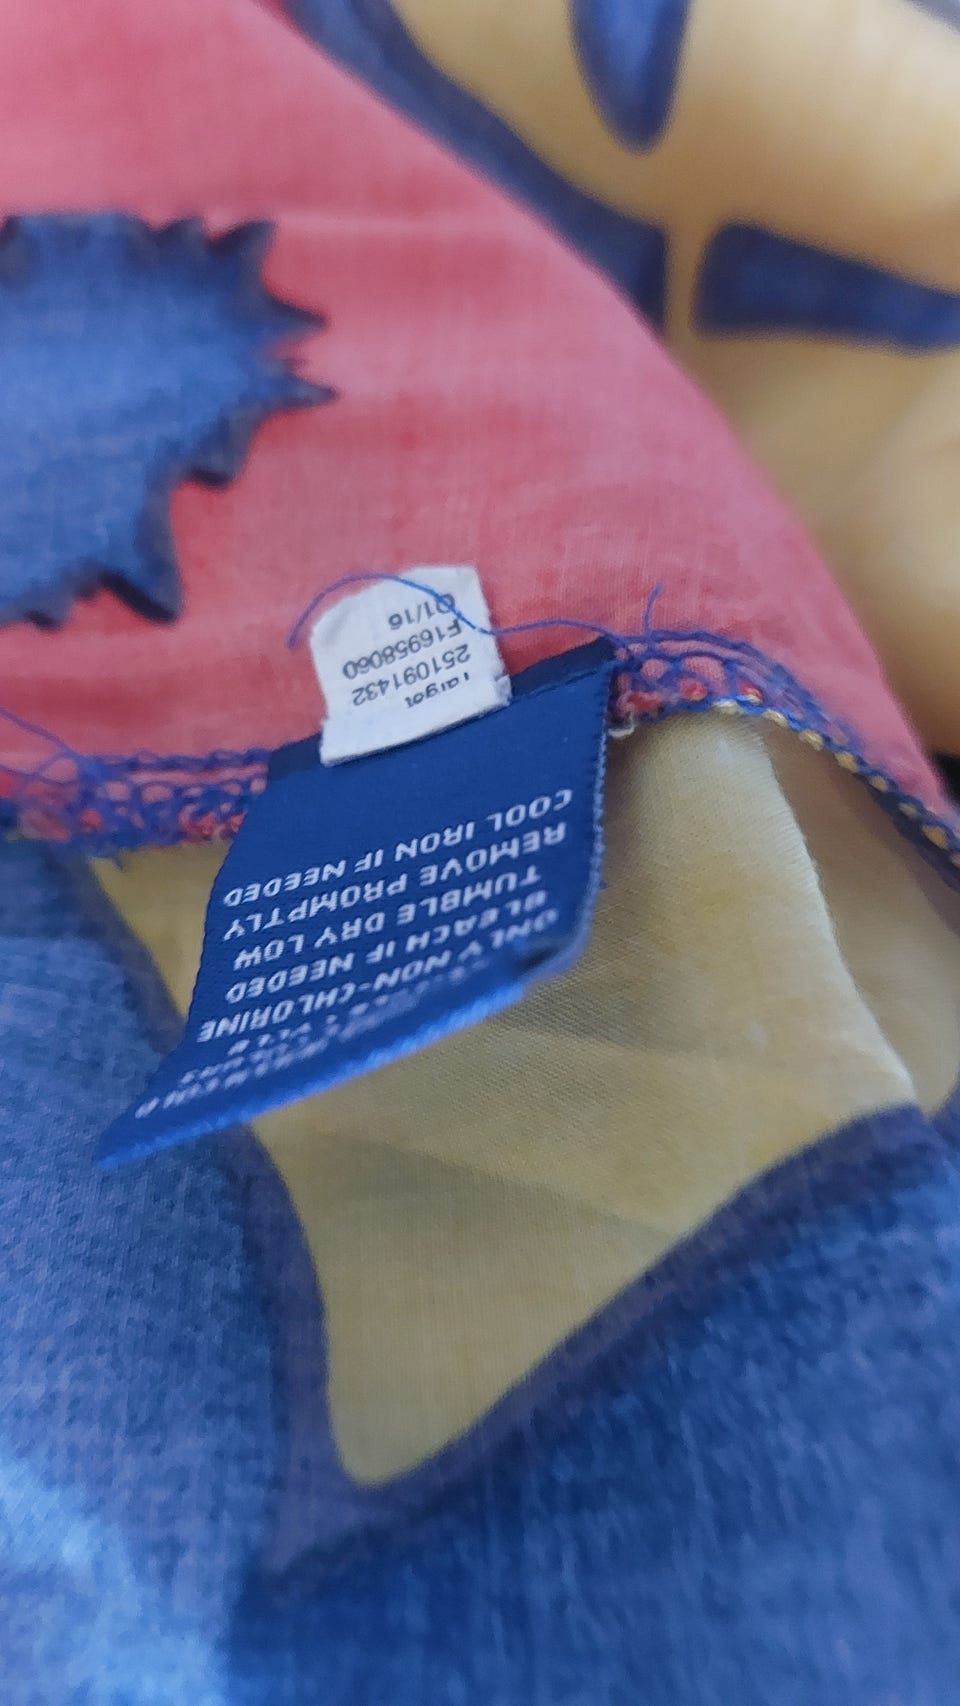 Target
251091432
F16958060
Q1/16
ONLY NON-CHLORINE
BLEACH IF NEEDED
TUMBLE DRY LOW
REMOVE PROMPTLY
COOL IRON IF NEEDED